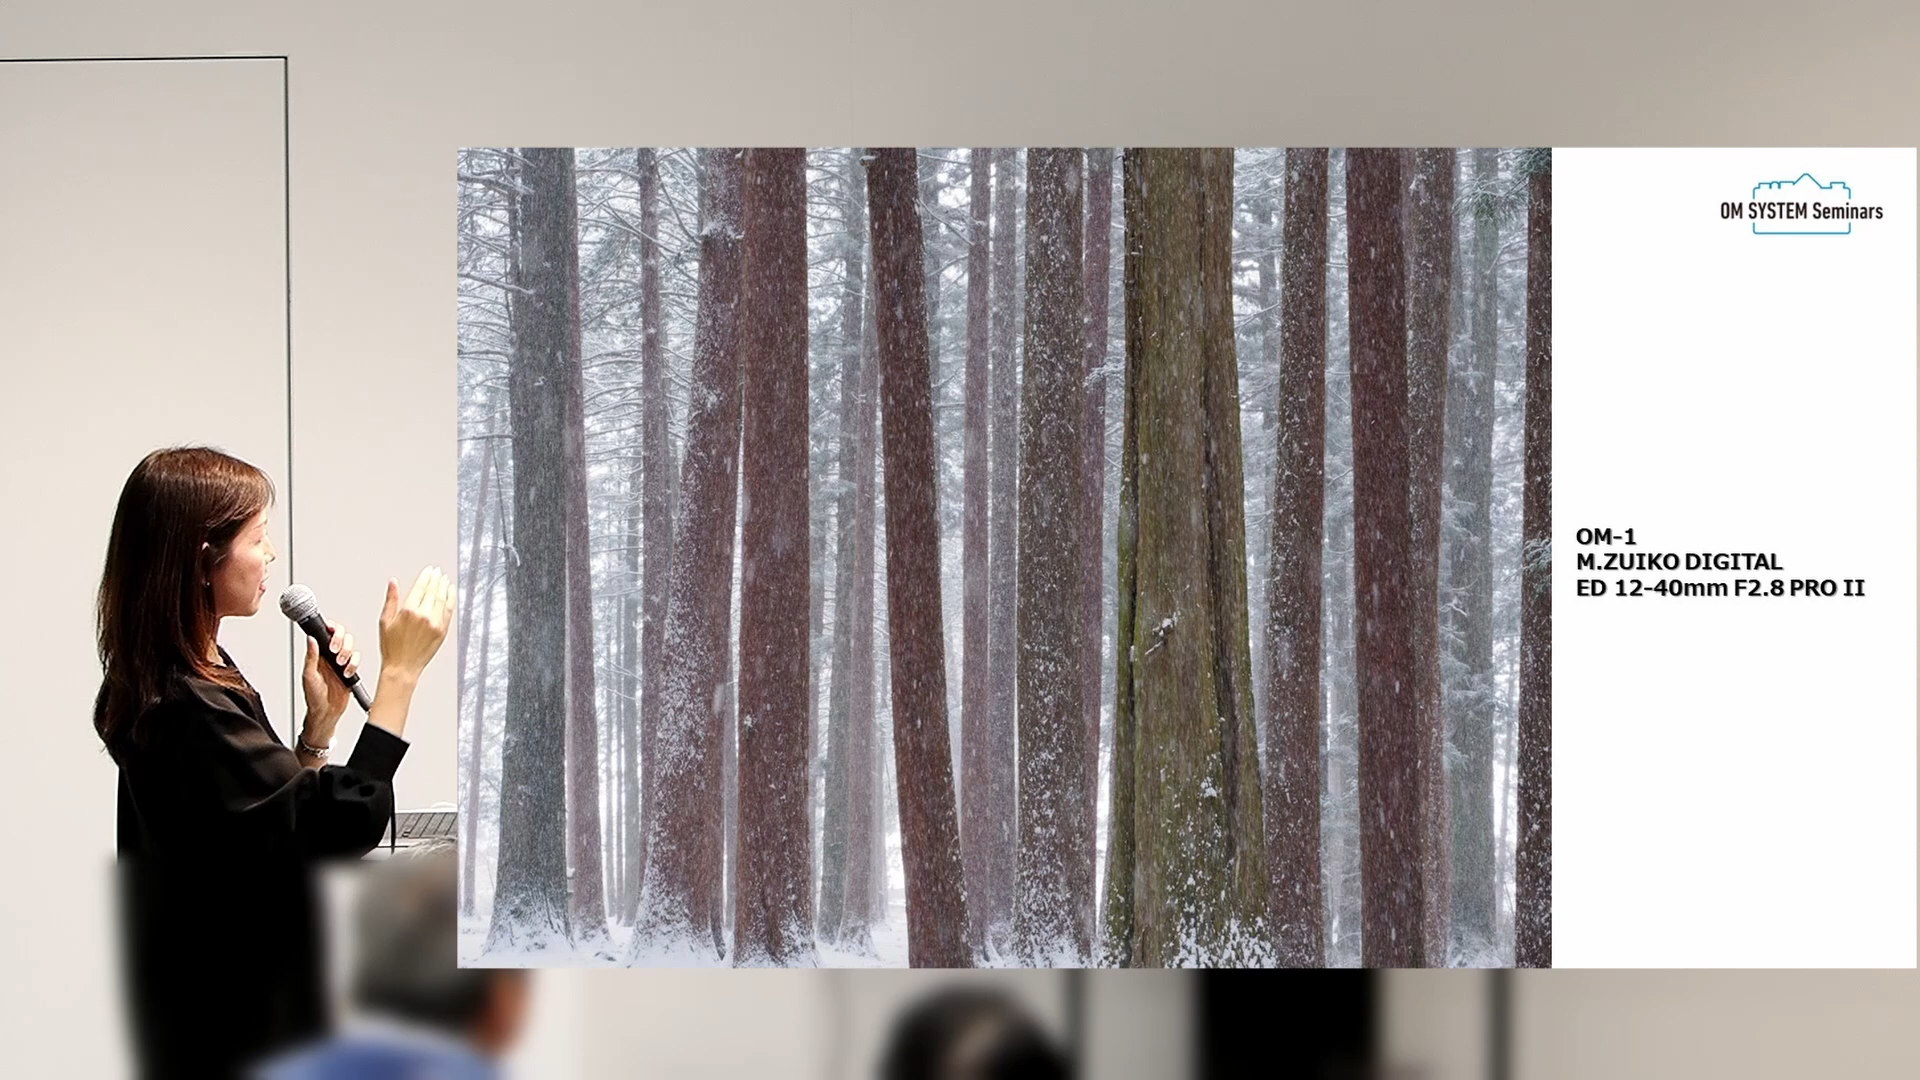 OM SYSTEM Seminars
OM-1
M.ZUIKO DIGITAL
ED 12-40mm F2.8 PRO II